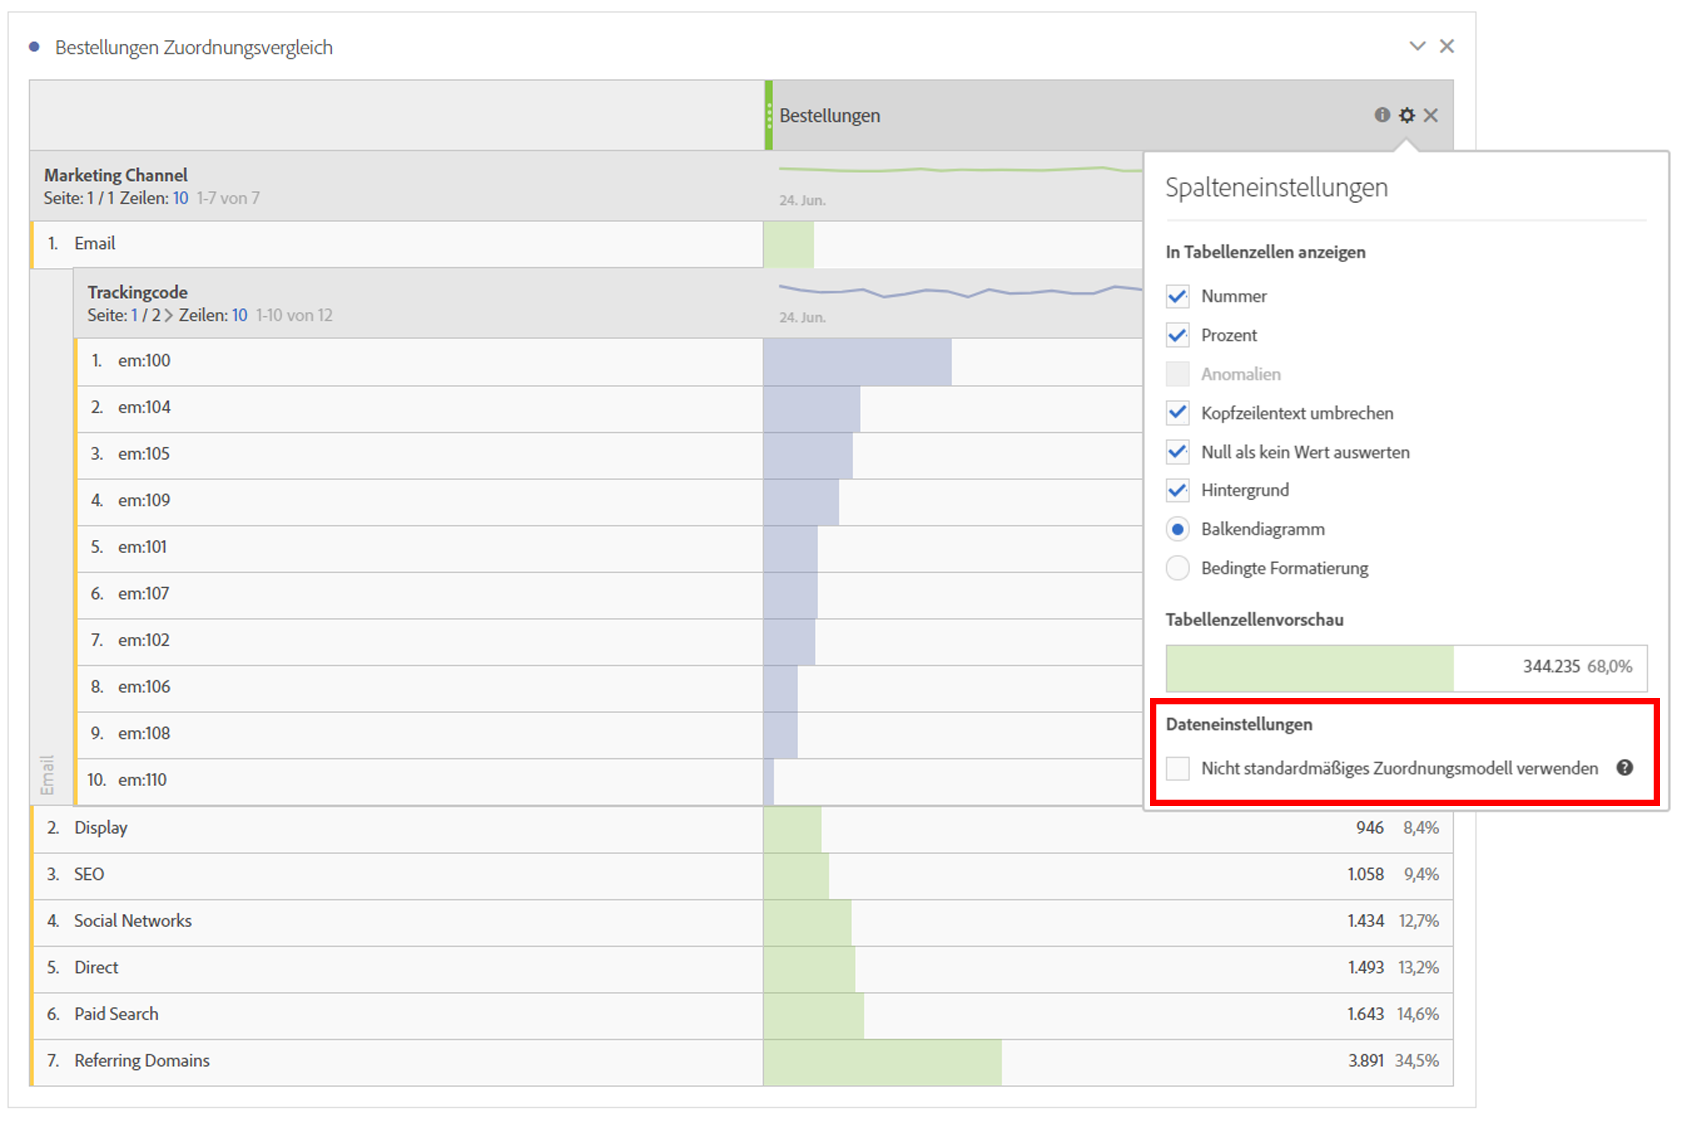 Bestellungen Zuordnungsvergleich
Bestellungen
Marketing Channel
Seite: 1 / 1 Zeilen: 10 1-7 von 7
24. Jun.
1. Email
Trackingcode
Seite: 1 / 2 > Zeilen: 10 1-10 von 12
24. Jun.
1. em:100
2. em:104
3. em:105
4. em:109
5. em:101
6. em:107
7. em:102
8. em:106
9. em:108
10. em:110
Email
2. Display 946 8,4%
3. SEO 1.058 9,4%
4. Social Networks 1.434 12,7%
5. Direct 1.493 13,2%
6. Paid Search 1.643 14,6%
7. Referring Domains 3.891 34,5%
Spalteneinstellungen
In Tabellenzellen anzeigen
Nummer
Prozent
Anomalien
Kopfzeilentext umbrechen
Null als kein Wert auswerten
Hintergrund
Balkendiagramm
Bedingte Formatierung
Tabellenzellenvorschau
344.235 68,0%
Dateneinstellungen
Nicht standardmäßiges Zuordnungsmodell verwenden ?